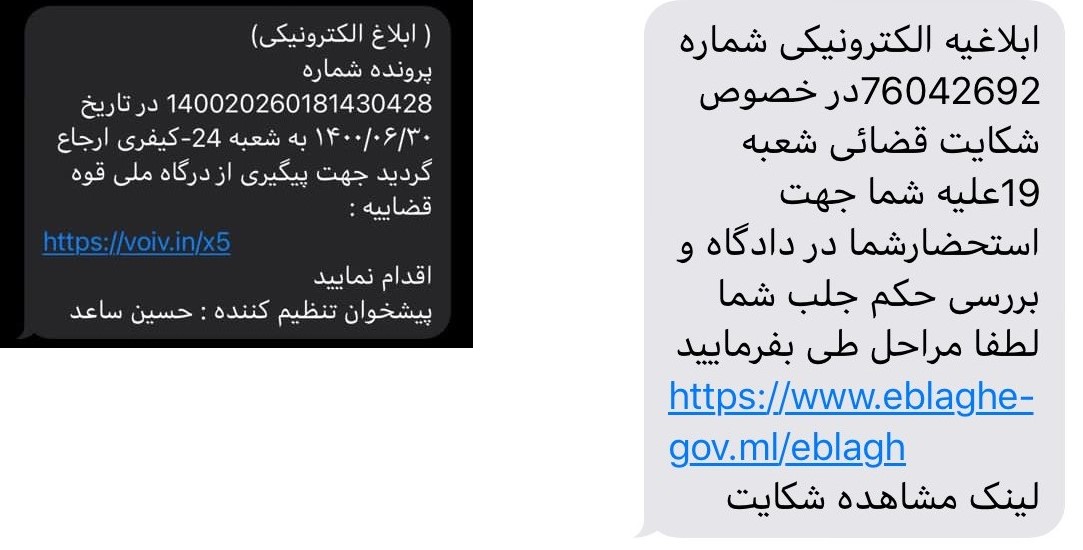 ( ابلاغ الکترونیکی)
پرونده شماره
140020260181430428 در تاریخ
۱۴۰۰/۰۶/۳۰ به شعبه 24-کیفری ارجاع
گردید جهت پیگیری از درگاه ملی قوه
قضاییه :
https://voiv.in/x5
اقدام نمایید
پیشخوان تنظیم کننده : حسین ساعد
ابلاغیه الکترونیکی شماره
76042692در خصوص
شکایت قضائی شعبه
19علیه شما جهت
استحضارشما در دادگاه و
بررسی حکم جلب شما
لطفا مراحل طی بفرمایید
https://www.eblaghe-
gov.ml/eblagh
لینک مشاهده شکایت